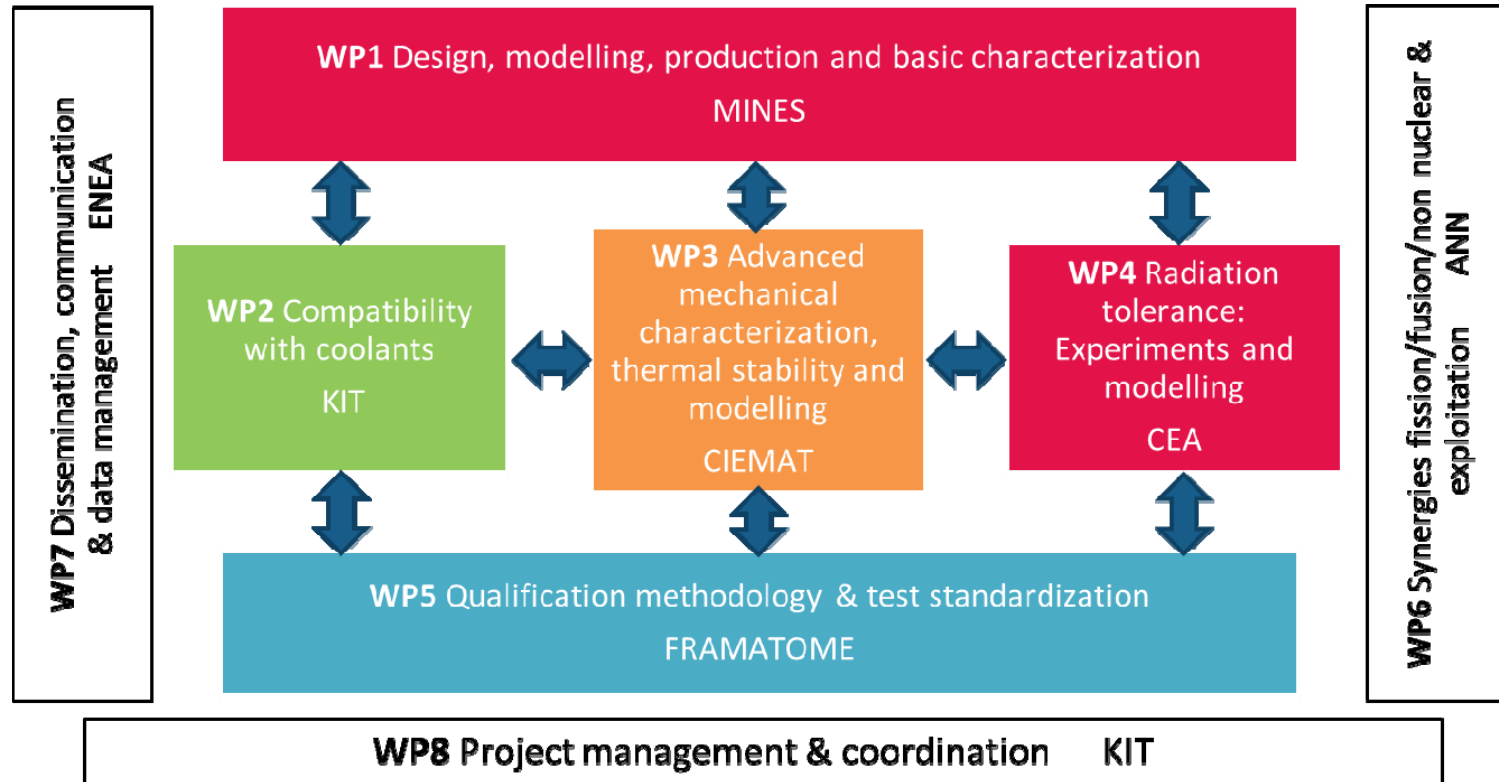 WP7 Dissemination, communication
& data management ENEA
WP1 Design, modelling, production and basic characterization
MINES
WP2 Compatibility
with coolants
KIT
WP3 Advanced
mechanical
characterization,
thermal stability and
modelling
CIEMAT
WP4 Radiation
tolerance:
Experiments and
modelling
CEA
WP5 Qualification methodology & test standardization
FRAMATOME
WP6 Synergies fission/fusion/non nuclear &
exploitation ANN
WP8 Project management & coordination KIT